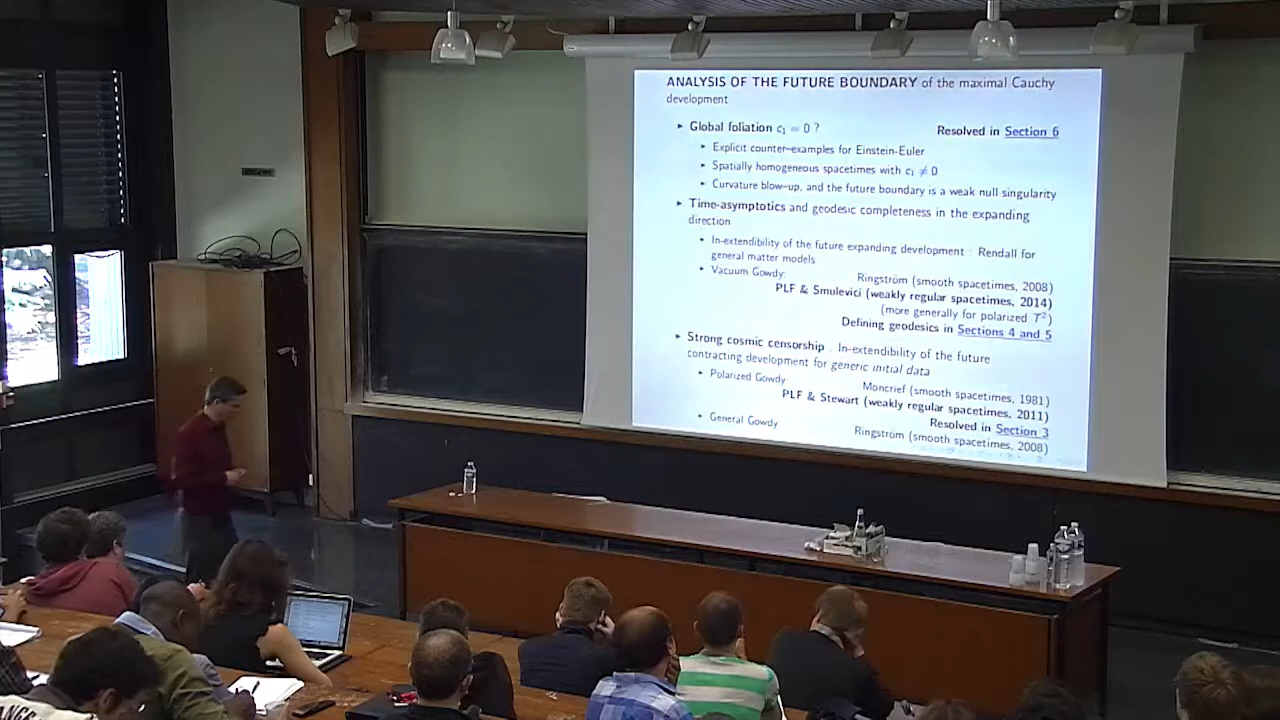 ANALYSIS OF THE FUTURE BOUNDARY of the maximal Cauchy
development
Global foliation c₁ = 0 ? Resolved in Section 6
Explicit counter-examples for Einstein-Euler
Spatially homogeneous spacetimes with c₁ ≠ 0
Curvature blow-up, and the future boundary is a weak null singularity
Time-asymptotics and geodesic completeness in the expanding
direction
In-extendibility of the future expanding development : Rendall for
general matter models
Vacuum Gowdy: Ringström (smooth spacetimes, 2008)
PLF & Smulevici (weakly regular spacetimes, 2014)
(more generally for polarized T²)
Defining geodesics in Sections 4 and 5
Strong cosmic censorship . In-extendibility of the future
contracting development for generic initial data
Polarized Gowdy Moncrief (smooth spacetimes, 1981)
PLF & Stewart (weakly regular spacetimes, 2011)
Resolved in Section 3
General Gowdy Ringström (smooth spacetimes, 2008)